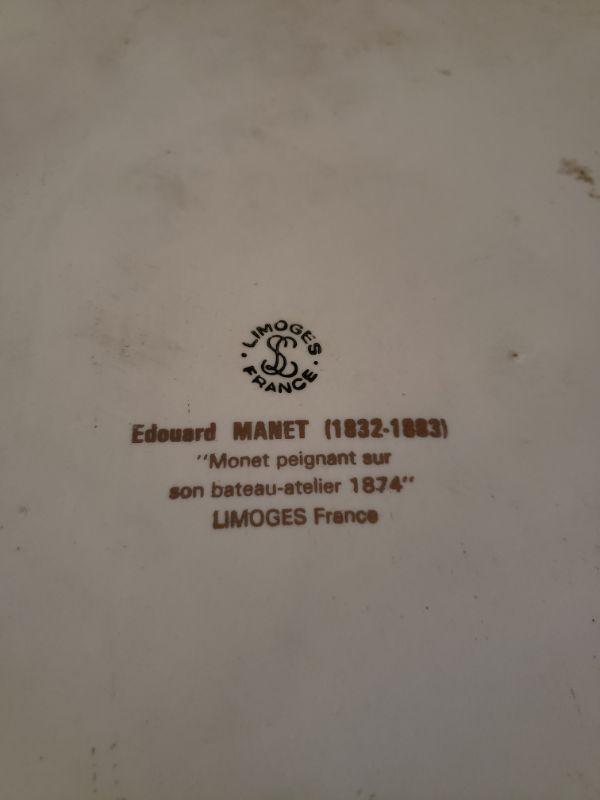 LIMOGES
FRANCE
Edouard MANET (1832-1883)
"Monet peignant sur
son bateau-atelier 1874"
LIMOGES France